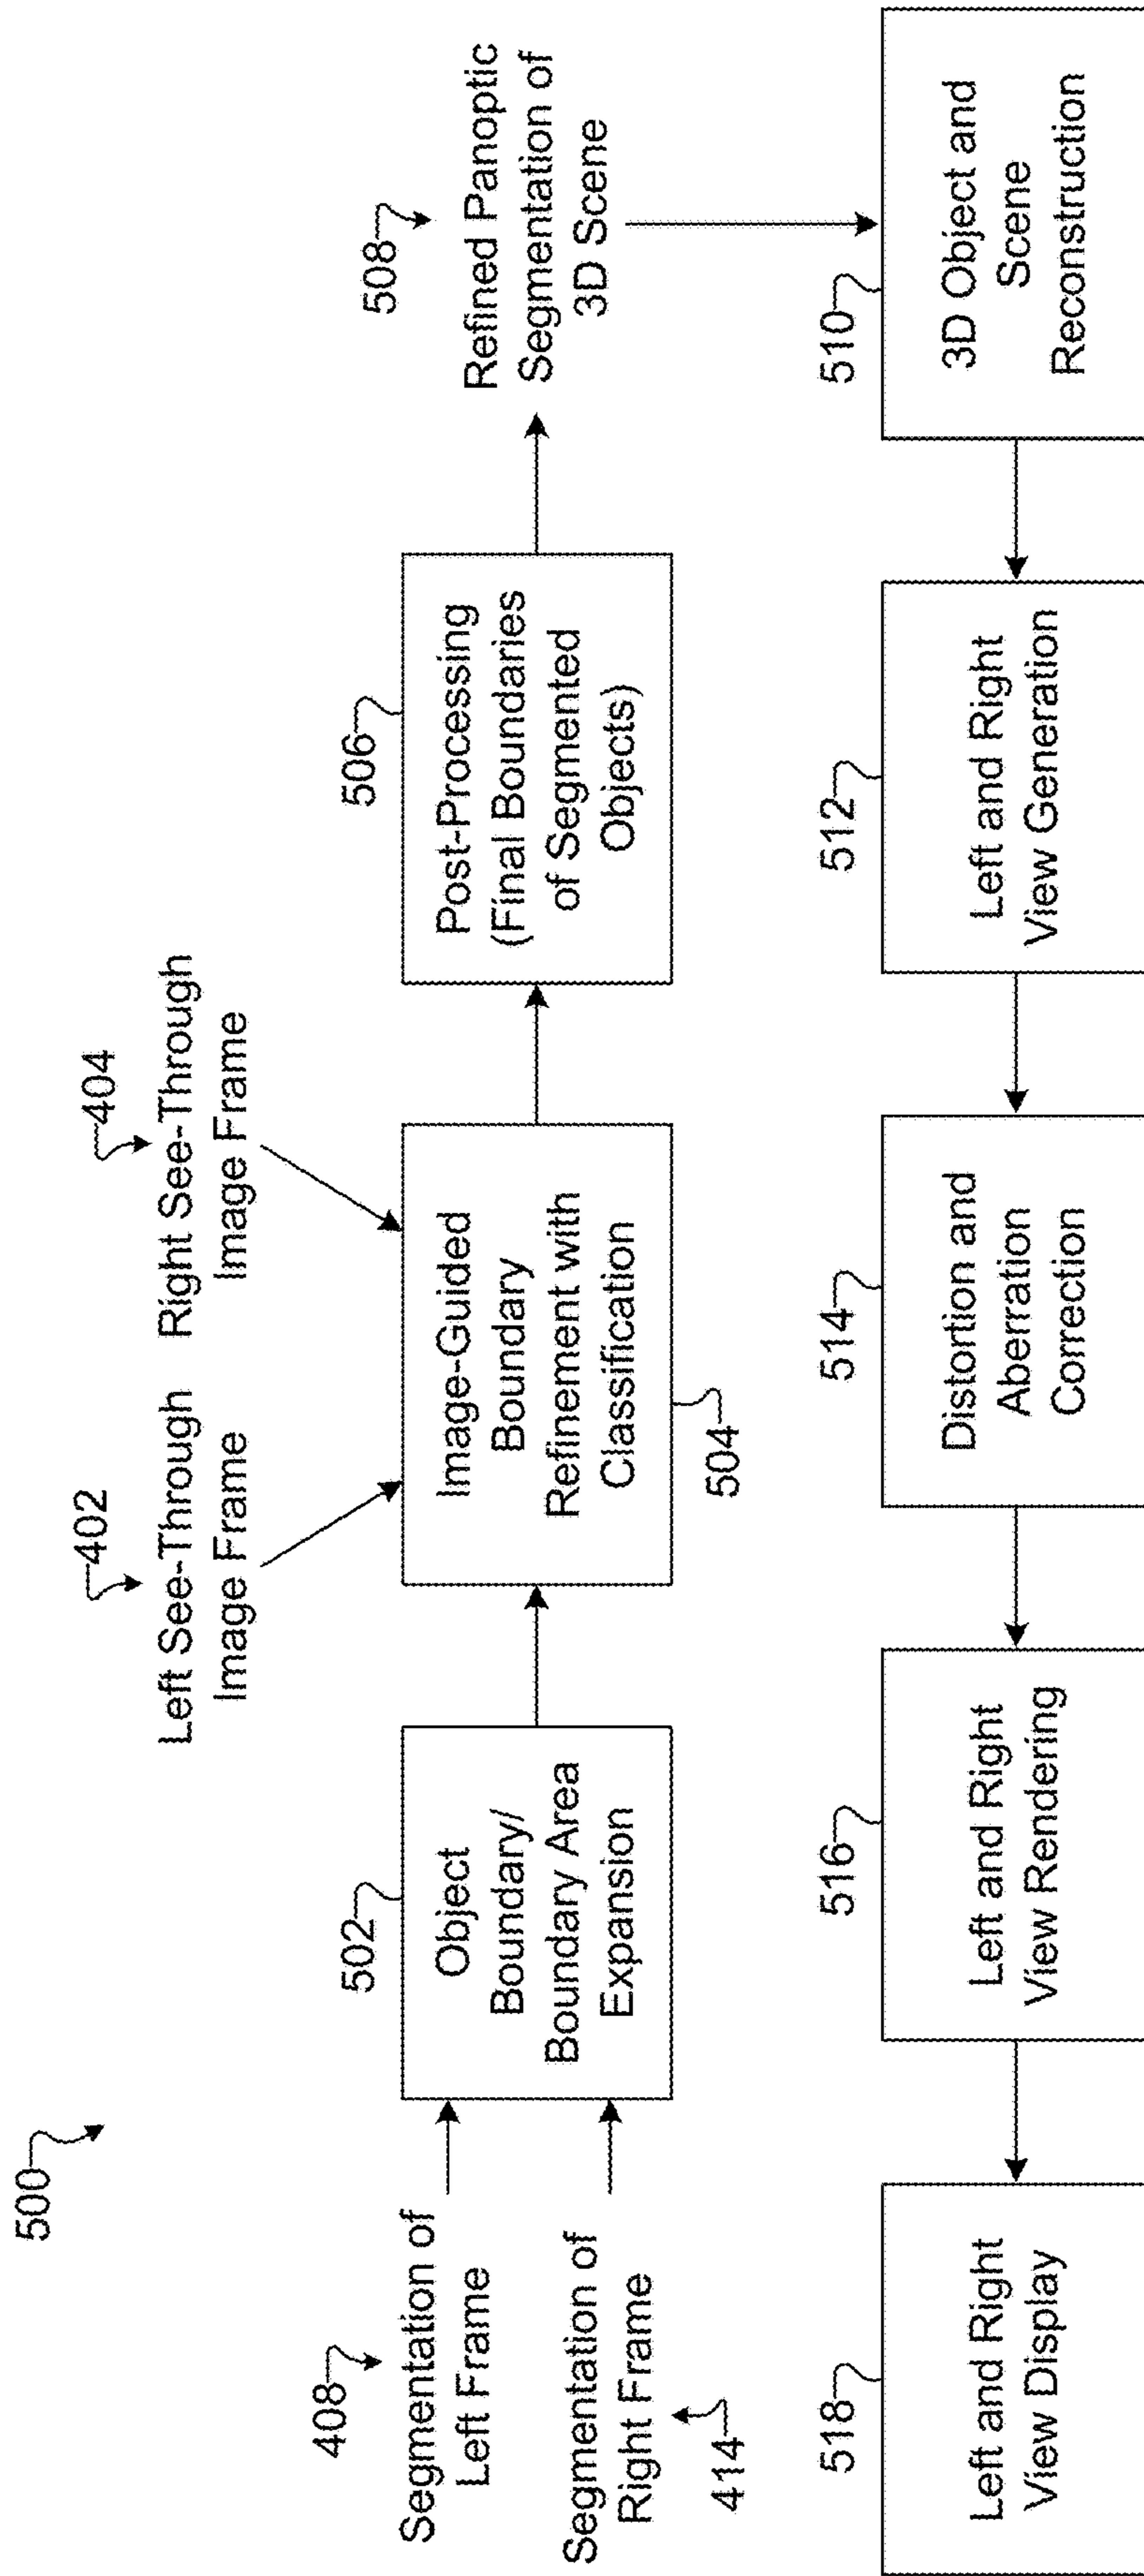 500
402
Left See-Through
Image Frame
404
Right See-Through
Image Frame
408
Segmentation of
Left Frame
Segmentation of
Right Frame
414
502
Object
Boundary/
Boundary Area
Expansion
Image-Guided
Boundary
Refinement with
Classification
504
506
Post-Processing
(Final Boundaries
of Segmented
Objects)
508
Refined Panoptic
Segmentation of
3D Scene
510
3D Object and
Scene
Reconstruction
512
Left and Right
View Generation
514
Distortion and
Aberration
Correction
516
Left and Right
View Rendering
518
Left and Right
View Display